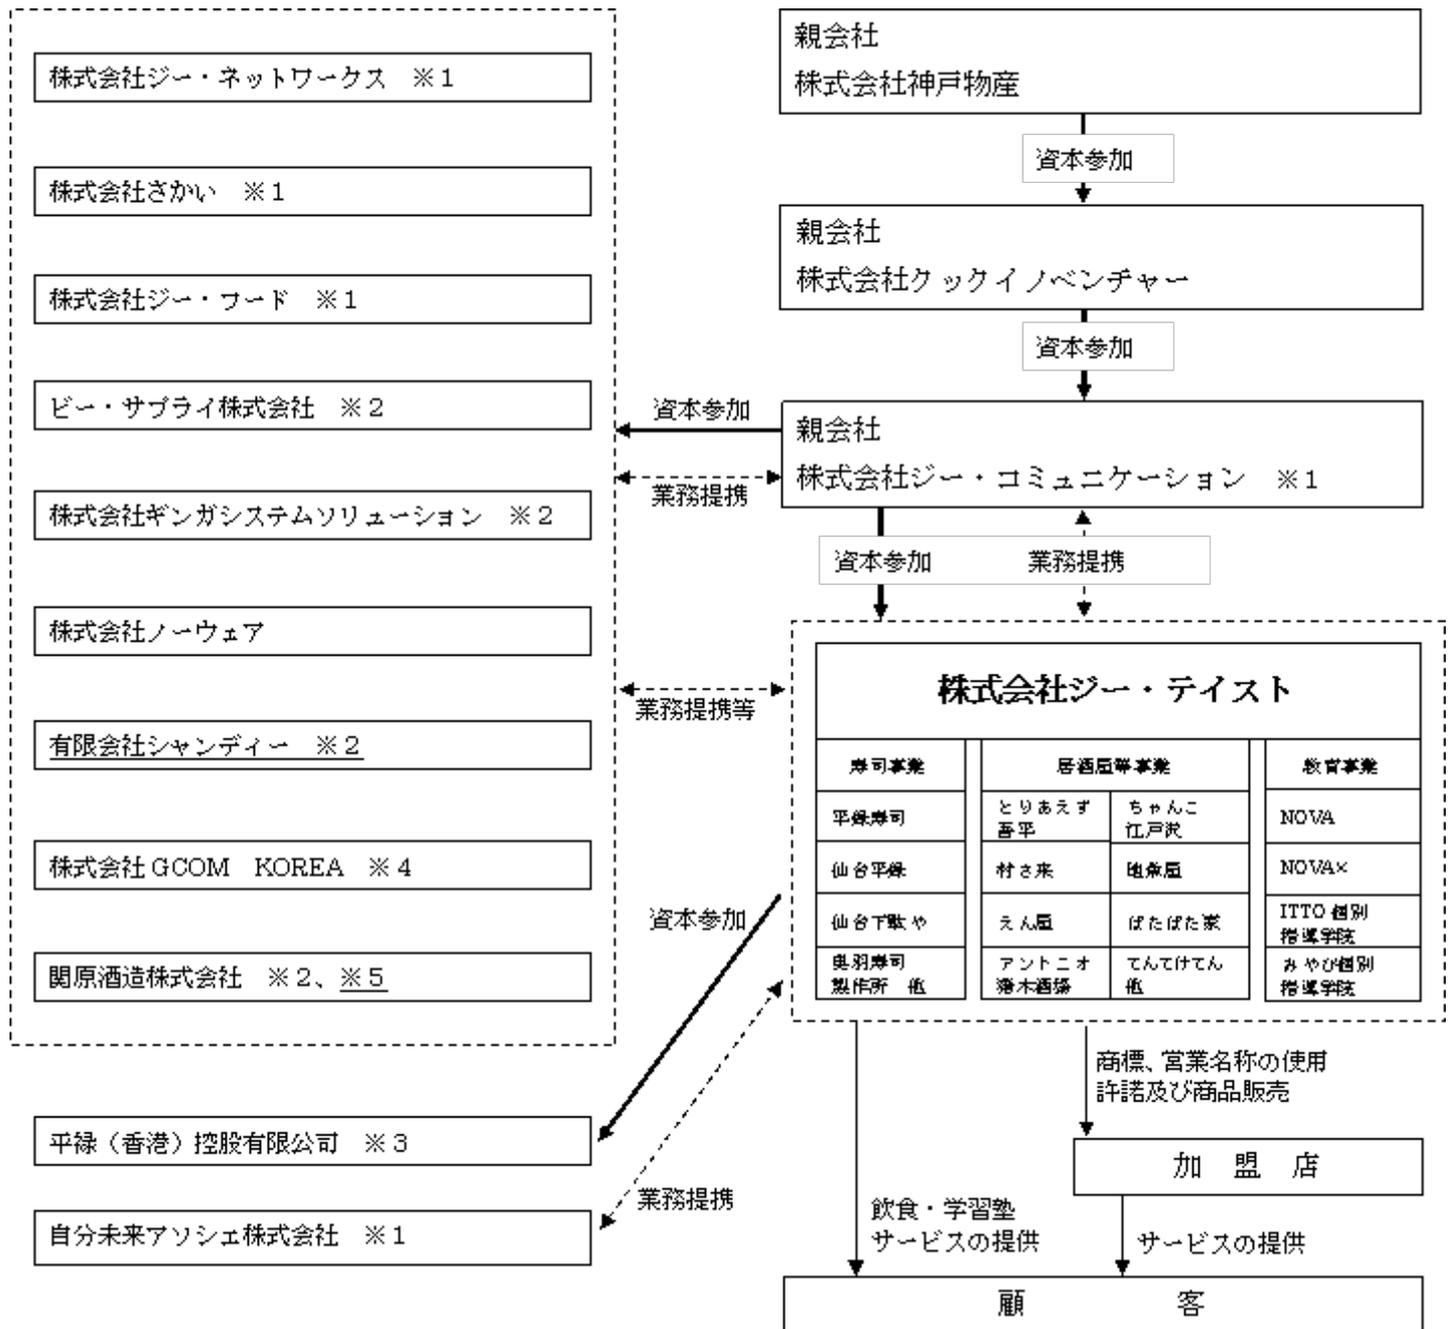 株式会社ジー・ネットワークス　※１
株式会社さかい　※１
株式会社ジー・フード　※１
ビー・サプライ株式会社　※２
株式会社ギンガシステムソリューション　※２
株式会社ノーウェア
有限会社シャンディー　※２
株式会社 GCOM　KOREA　※４
関原酒造株式会社　※２、※５
平禄（香港）控股有限公司　※３
自分未来アソシェ株式会社　※１
親会社
株式会社神戸物産
資本参加
親会社
株式会社クックイノベンチャー
資本参加
親会社
株式会社ジー・コミュニケーション　※１
資本参加
業務提携
資本参加
業務提携
業務提携等
株式会社ジー・テイスト
寿司事業
平禄寿司
仙台平禄
仙台下駄や
奥羽寿司
製作所　他
居酒屋等事業
とりあえず
吾平
ちゃんこ
江戸沢
村さ来
地魚屋
えん屋
ぱたぱた家
アントニオ
猪木酒場
てんてけてん
他
教育事業
NOVA
NOVA×
ITTO 個別
指導学院
みやび個別
指導学院
資本参加
業務提携
商標、営業名称の使用
許諾及び商品販売
加　盟　店
飲食・学習塾
サービスの提供
サービスの提供
顧　客